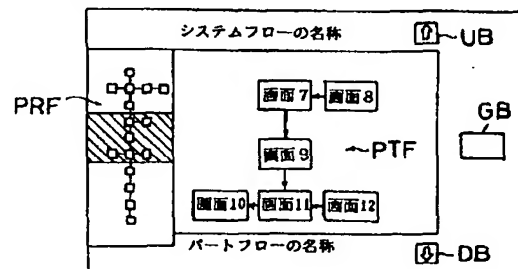 システムフローの名称
UB
PRF
画面7
画面8
GB
画面9
PTF
画面10
画面11
画面12
パートフローの名称
DB